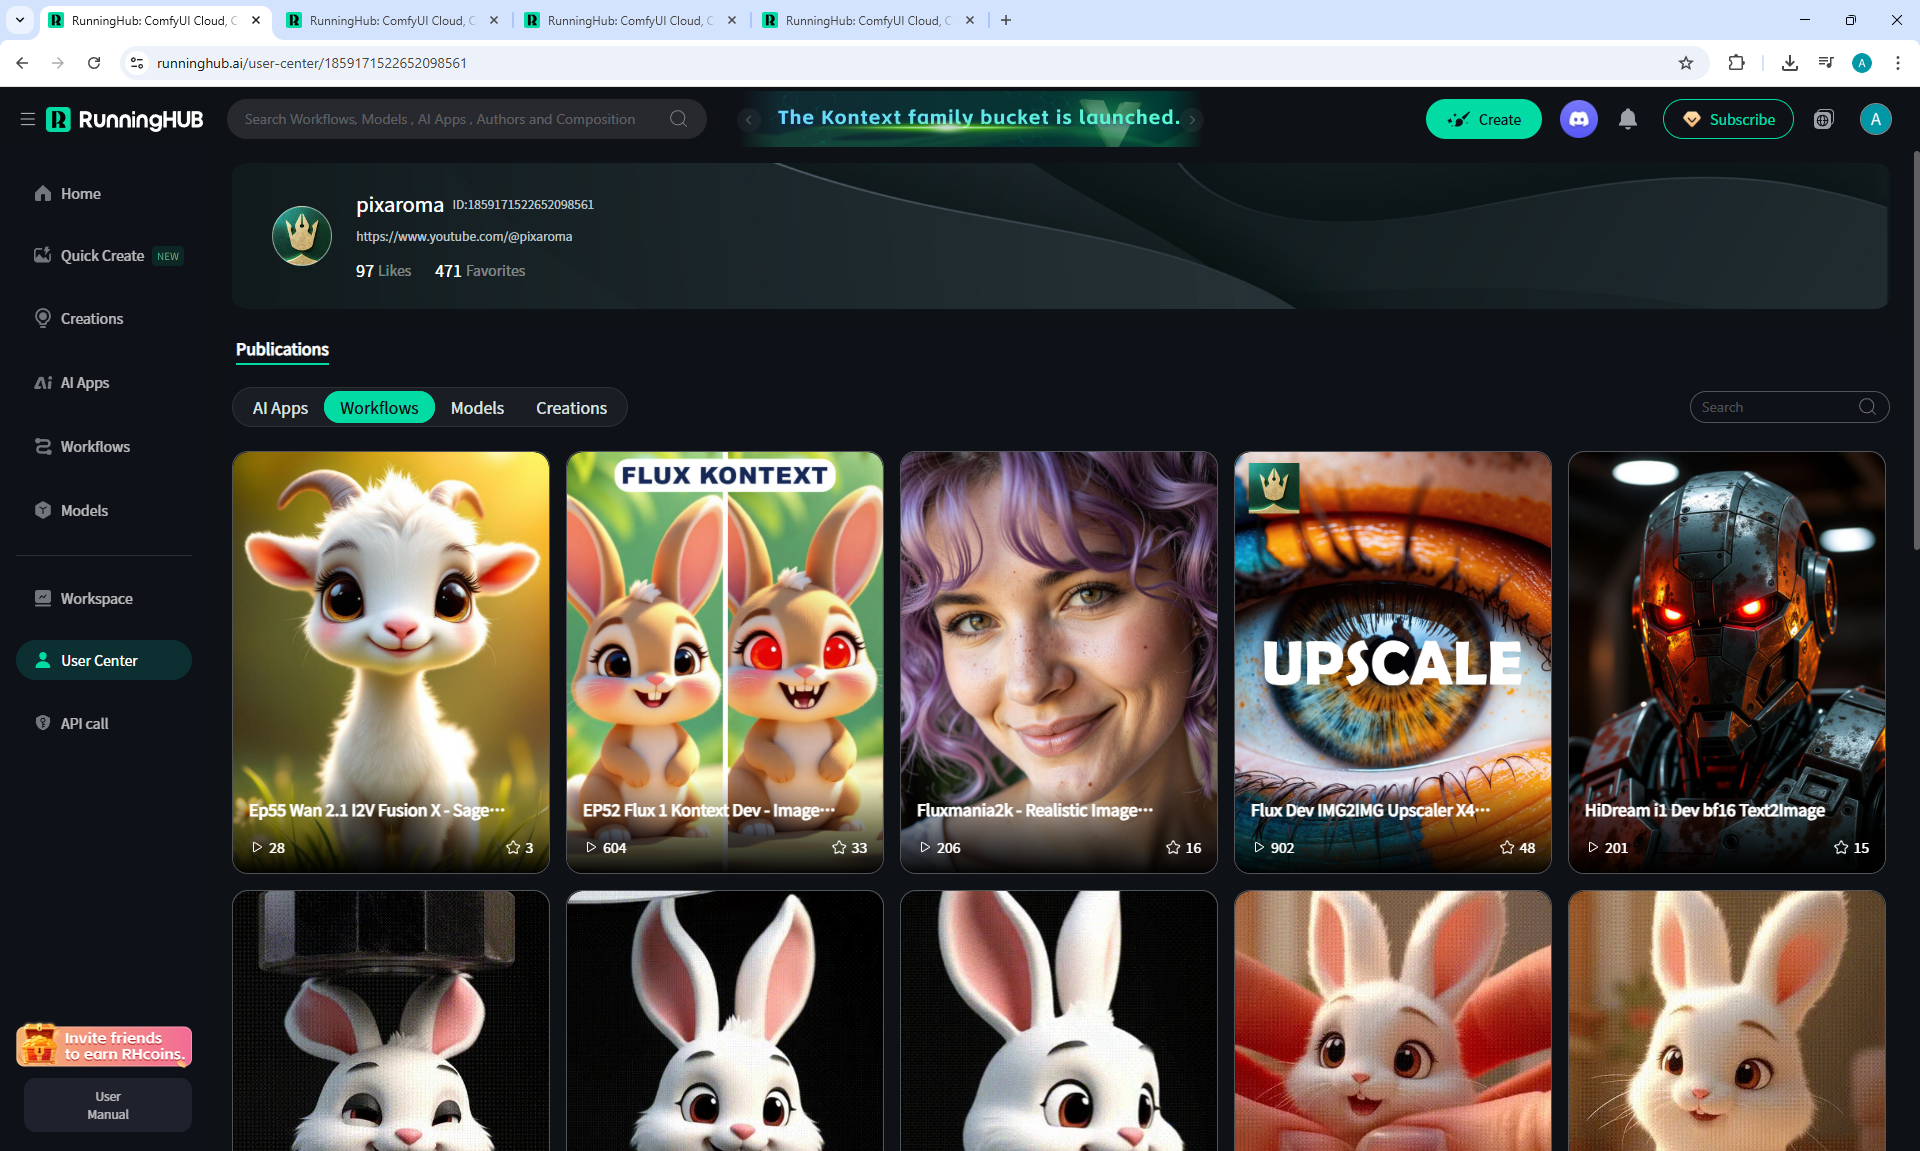 RunningHub: ComfyUI Cloud, C
RunningHub: ComfyUI Cloud, C
RunningHub: ComfyUI Cloud, C
RunningHub: ComfyUI Cloud, C
runninghub.ai/user-center/1859171522652098561
A
RunningHUB
Search Workflows, Models , AI Apps , Authors and Composition
The Kontext family bucket is launched.
Create
Subscribe
A
Home
Quick Create NEW
Creations
AI Apps
Workflows
Models
Workspace
User Center
API call
Invite friends
to earn RHcoins.
User
Manual
pixaroma ID:1859171522652098561
https://www.youtube.com/@pixaroma
97 Likes 471 Favorites
Publications
AI Apps Workflows Models Creations
Search
Ep55 Wan 2.1 I2V Fusion X - Sage···
28 3
FLUX KONTEXT
EP52 Flux 1 Kontext Dev - Image···
604 33
Fluxmania2k - Realistic Image···
206 16
UPSCALE
Flux Dev IMG2IMG Upscaler X4···
902 48
HiDream i1 Dev bf16 Text2Image
201 15